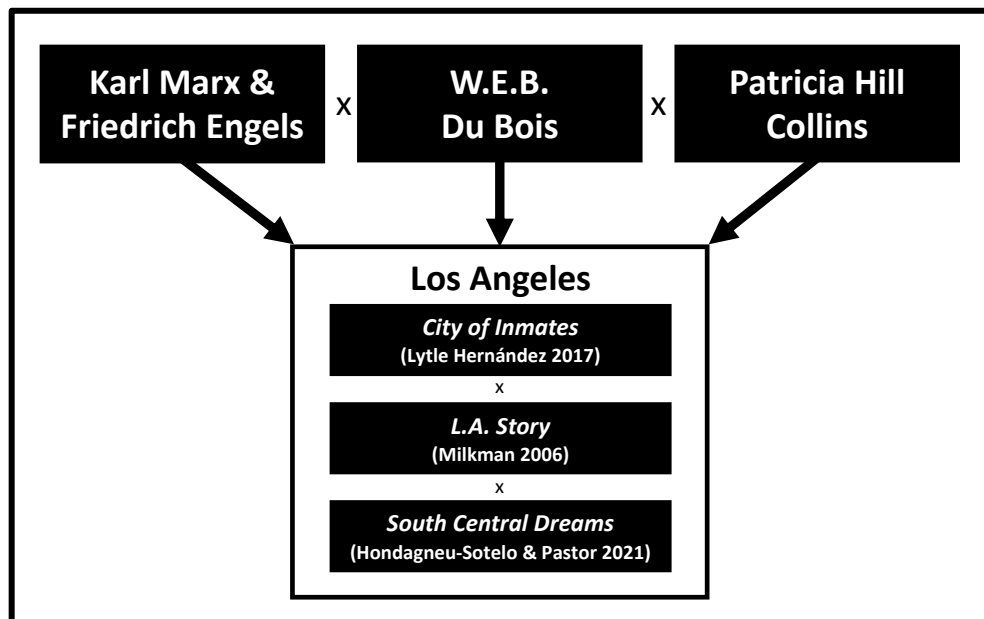 Karl Marx &
Friedrich Engels
x
W.E.B.
Du Bois
x
Patricia Hill
Collins
Los Angeles
City of Inmates
(Lytle Hernández 2017)
x
L.A. Story
(Milkman 2006)
x
South Central Dreams
(Hondagneu-Sotelo & Pastor 2021)